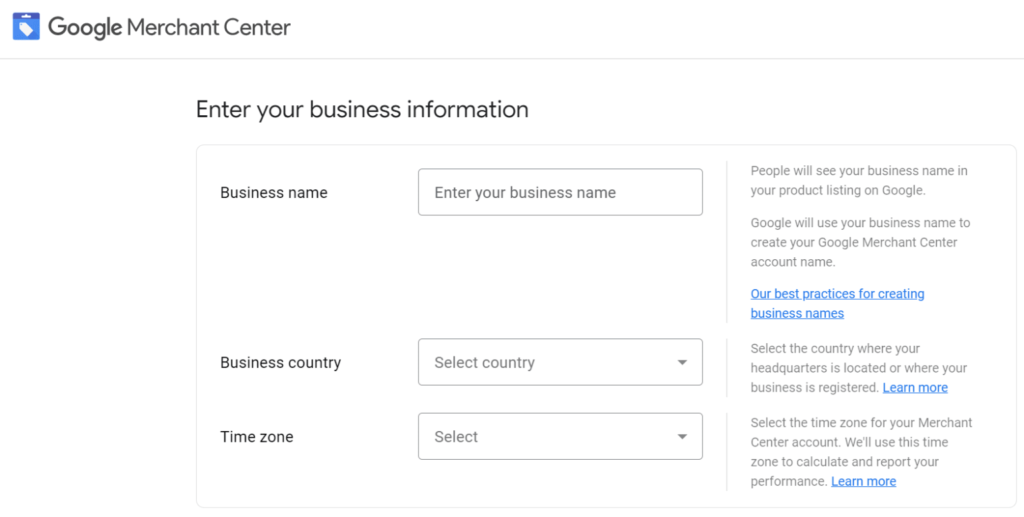 Google Merchant Center
Enter your business information
Business name
Enter your business name
People will see your business name in
your product listing on Google.
Google will use your business name to
create your Google Merchant Center
account name.
Our best practices for creating
business names
Business country
Select country
Select the country where your
headquarters is located or where your
business is registered. Learn more
Time zone
Select
Select the time zone for your Merchant
Center account. We'll use this time
zone to calculate and report your
performance. Learn more